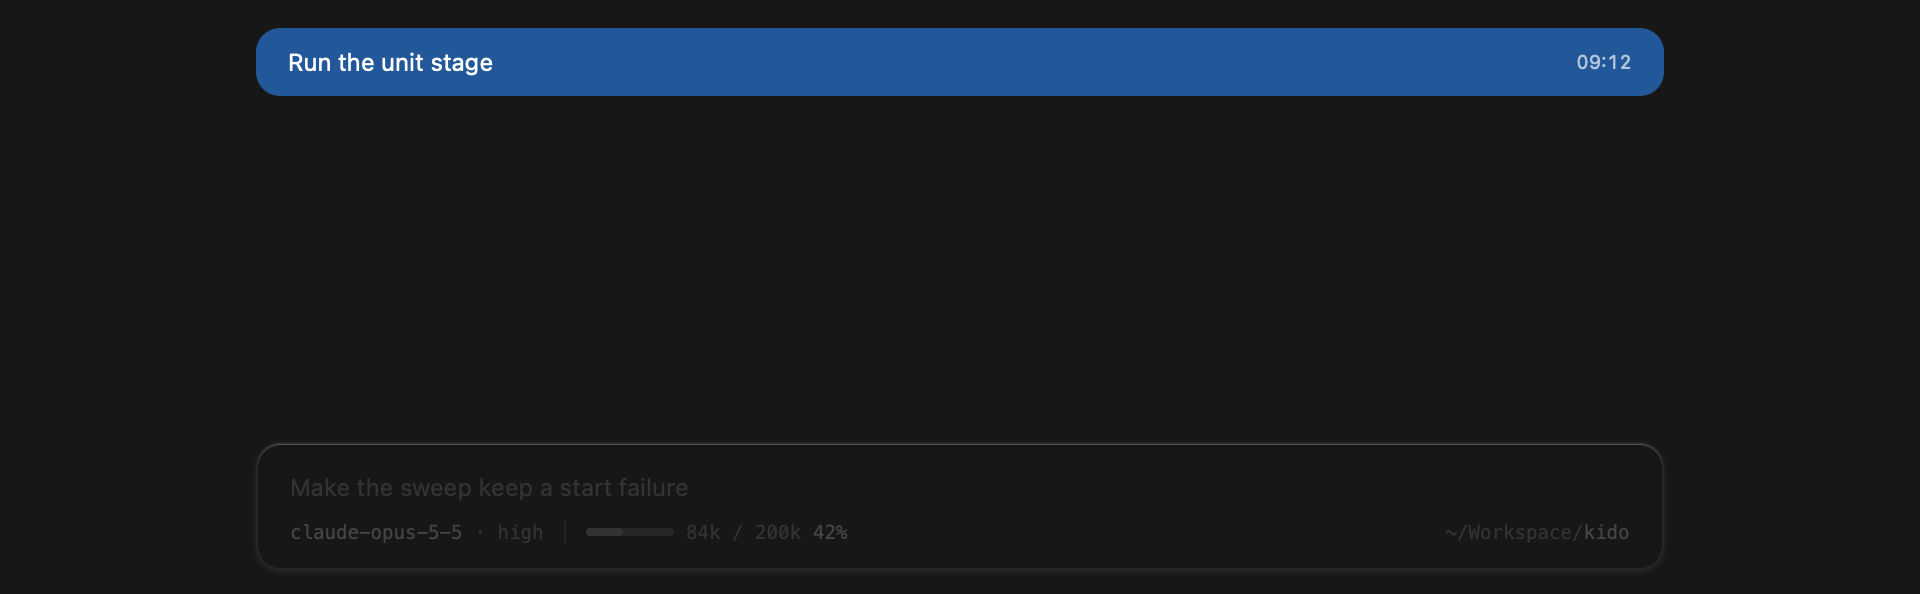 Run the unit stage 09:12
Make the sweep keep a start failure
claude-opus-5-5 · high 84k / 200k 42% ~/Workspace/kido